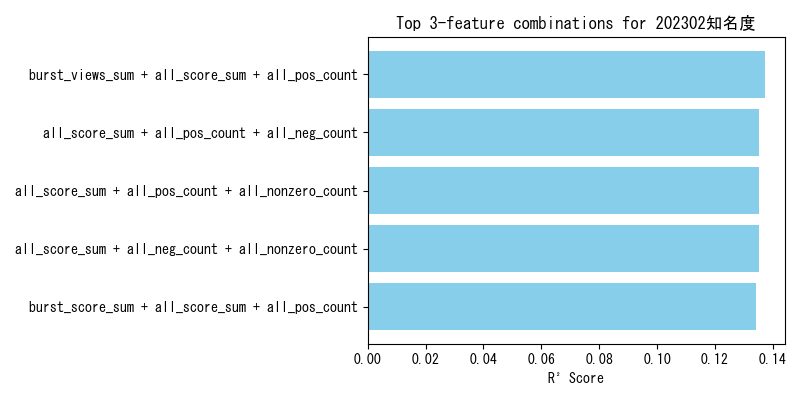 Top 3-feature combinations for 202302知名度
burst_views_sum + all_score_sum + all_pos_count
all_score_sum + all_pos_count + all_neg_count
all_score_sum + all_pos_count + all_nonzero_count
all_score_sum + all_neg_count + all_nonzero_count
burst_score_sum + all_score_sum + all_pos_count
0.00 0.02 0.04 0.06 0.08 0.10 0.12 0.14
R² Score